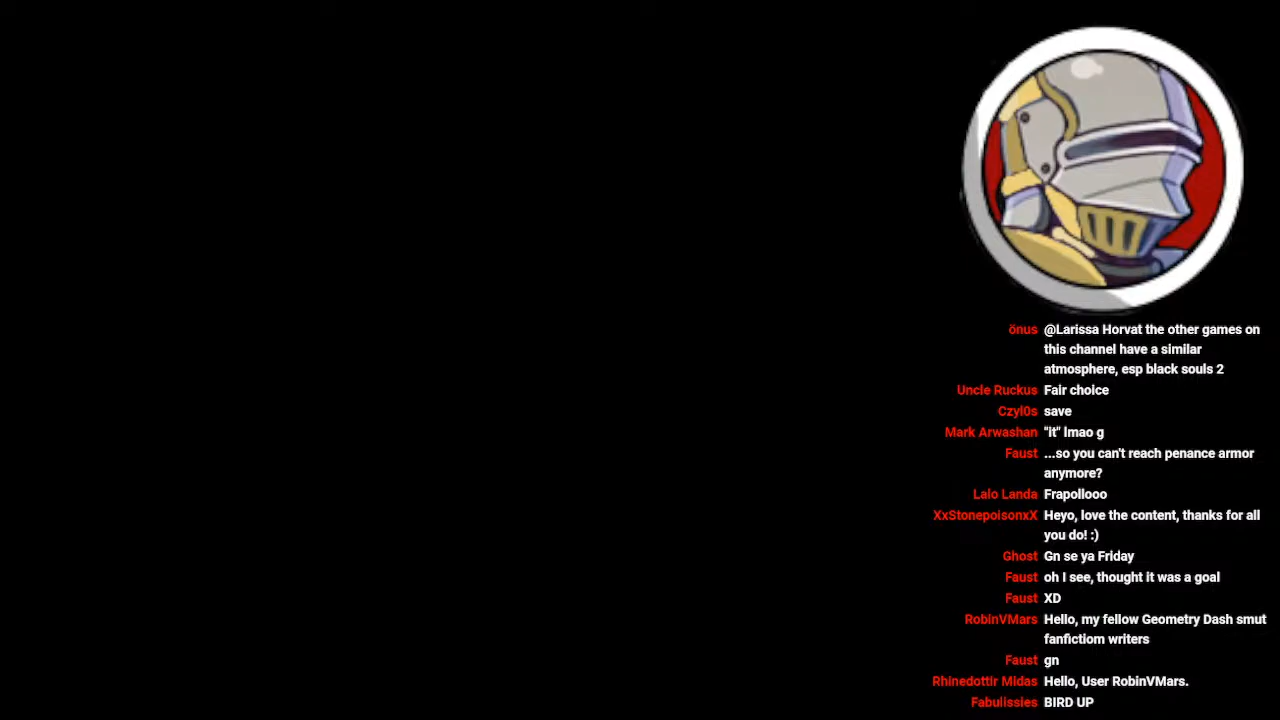 önus @Larissa Horvat the other games on
this channel have a similar
atmosphere, esp black souls 2
Uncle Ruckus Fair choice
Czyl0s save
Mark Arwashan "it" lmao g
Faust ...so you can't reach penance armor
anymore?
Lalo Landa Frapollooo
XxStonepoisonxX Heyo, love the content, thanks for all
you do! :)
Ghost Gn se ya Friday
Faust oh I see, thought it was a goal
Faust XD
RobinVMars Hello, my fellow Geometry Dash smut
fanfictiom writers
Faust gn
Rhinedottir Midas Hello, User RobinVMars.
Fabulissies BIRD UP